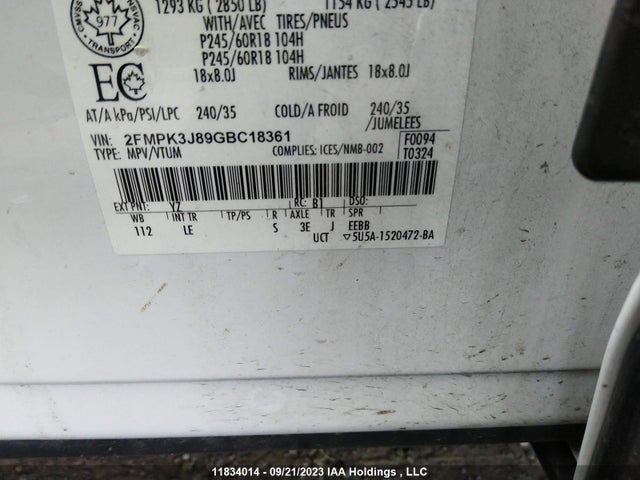 1293 KG ( 2850 LB) 1154 KG ( 2545 LB)
WITH/AVEC TIRES/PNEUS
977 P245/60R18 104H
TRANSPORT P245/60R18 104H
EC 18x8.0J RIMS/JANTES 18x8.0J
AT/A kPa/PSI/LPC 240/35 COLD/A FROID 240/35
/JUMELEES
VIN: 2FMPK3J89GBC18361 F0094
TYPE: MPV/VTUM COMPLIES: ICES/NMB-002 T0324
EXT PNT: YZ RC: B1 DSO:
WB INT TR TP/PS R AXLE TR SPR
112 LE S 3E J EEBB
UCT ▽5U5A-1520472-BA
11834014 - 09/21/2023 IAA Holdings , LLC